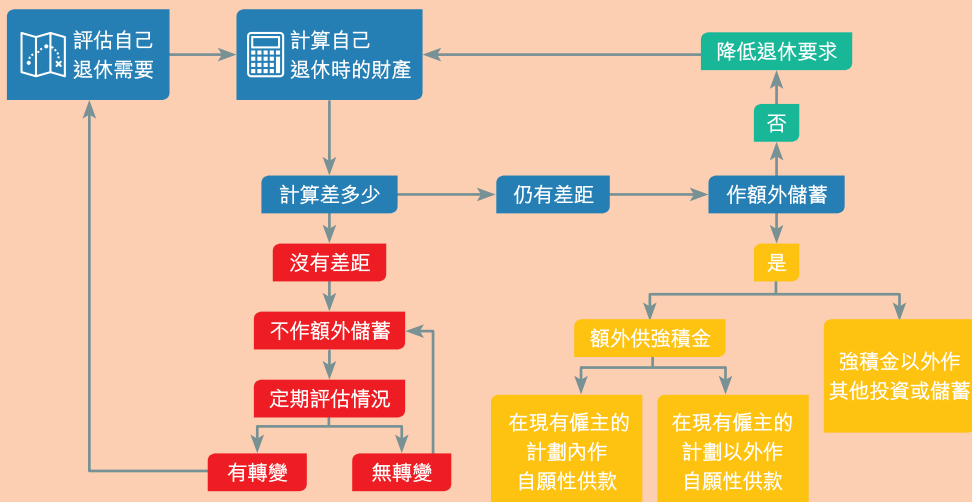 評估自己
退休需要
計算自己
退休時的財產
降低退休要求
否
計算差多少
仍有差距
作額外儲蓄
沒有差距
是
不作額外儲蓄
額外供強積金
強積金以外作
其他投資或儲蓄
定期評估情況
在現有僱主的
計劃內作
自願性供款
在現有僱主的
計劃以外作
自願性供款
有轉變
無轉變